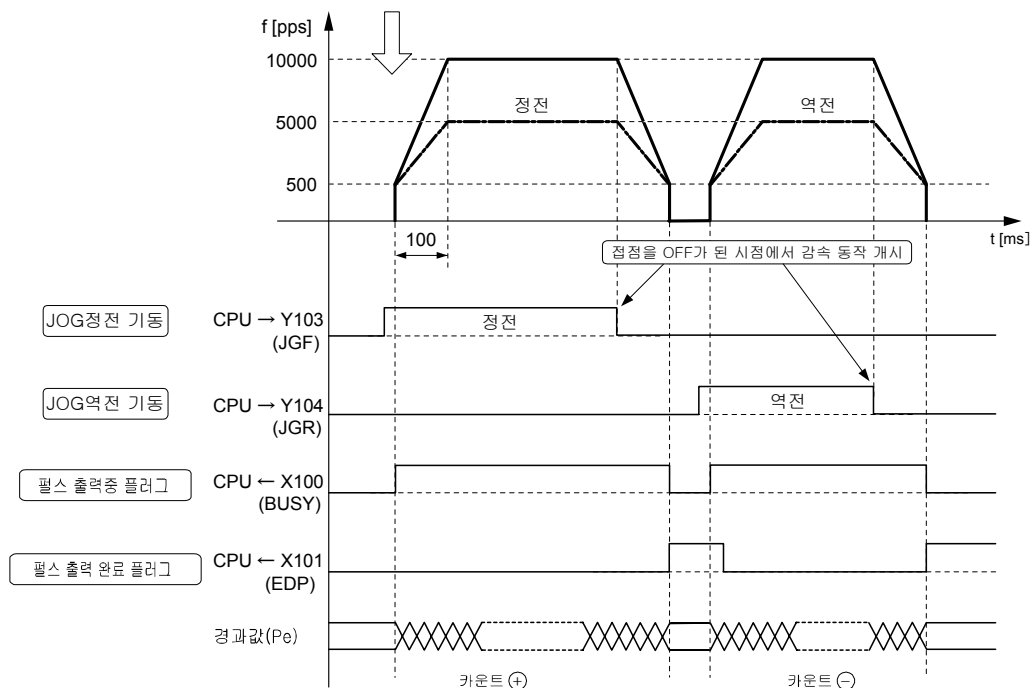 f [pps]
10000
5000
500
정전
역전
100
t [ms]
접점을 OFF가 된 시점에서 감속 동작 개시
JOG정전 기동
CPU → Y103
(JGF)
정전
JOG역전 기동
CPU → Y104
(JGR)
역전
펄스 출력중 플러그
CPU ← X100
(BUSY)
펄스 출력 완료 플러그
CPU ← X101
(EDP)
경과값(Pe)
카운트 ⊕
카운트 ⊖